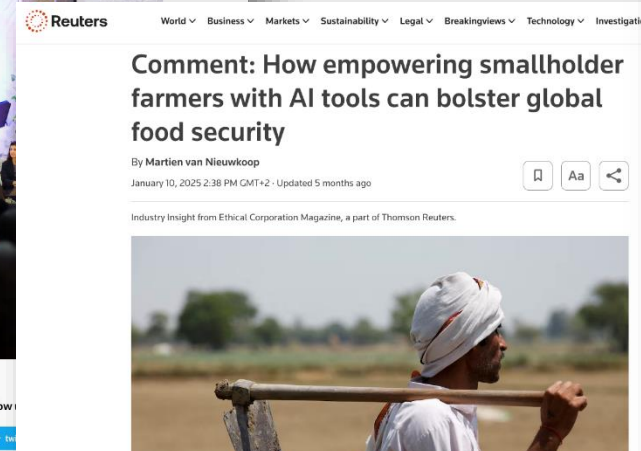 Reuters
World Business Markets Sustainability Legal Breakingviews Technology
Comment: How empowering smallholder
farmers with AI tools can bolster global
food security
By Martien van Nieuwkoop
January 10, 2025 2:38 PM GMT+2 · Updated 5 months ago
Aa
Industry Insight from Ethical Corporation Magazine, a part of Thomson Reuters.